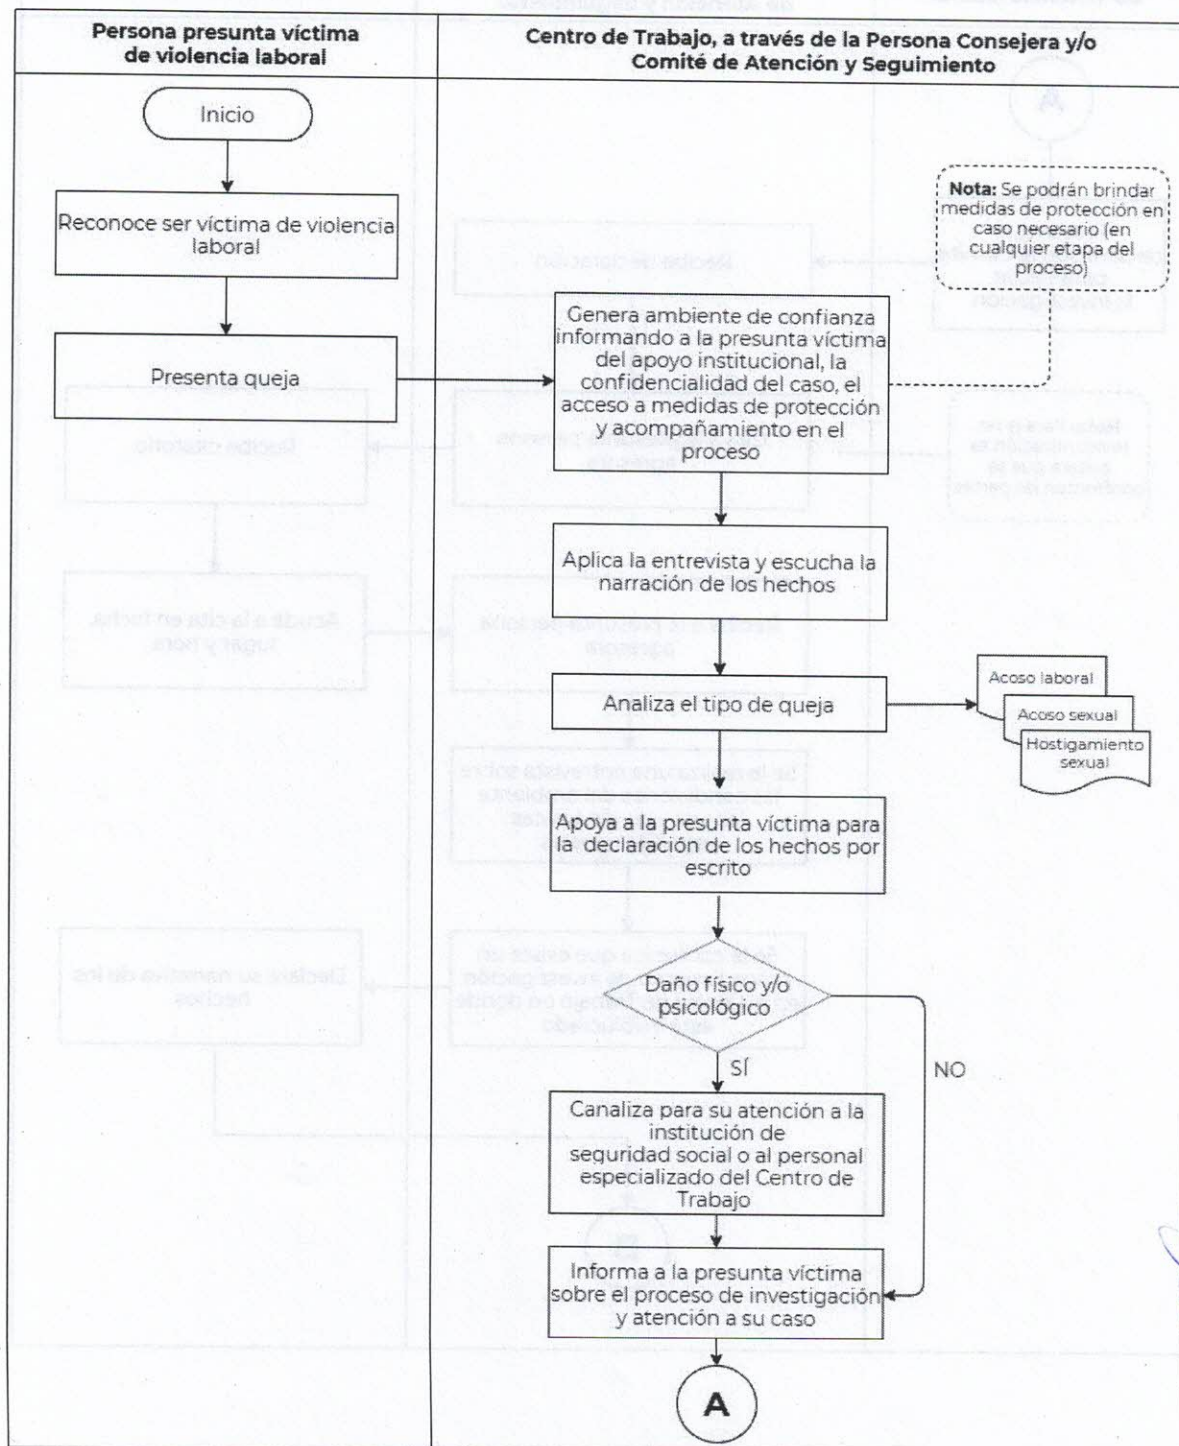 Persona presunta víctima
de violencia laboral
Centro de Trabajo, a través de la Persona Consejera y/o
Comité de Atención y Seguimiento
Inicio
Reconoce ser víctima de violencia
laboral
Presenta queja
Nota: Se podrán brindar
medidas de protección en
caso necesario (en
cualquier etapa del
proceso)
Genera ambiente de confianza
informando a la presunta víctima
del apoyo institucional, la
confidencialidad del caso, el
acceso a medidas de protección
y acompañamiento en el
proceso
Aplica la entrevista y escucha la
narración de los hechos
Analiza el tipo de queja
Acoso laboral
Acoso sexual
Hostigamiento
sexual
Apoya a la presunta víctima para
la declaración de los hechos por
escrito
Daño físico y/o
psicológico
SÍ
NO
Canaliza para su atención a la
institución de
seguridad social o al personal
especializado del Centro de
Trabajo
Informa a la presunta víctima
sobre el proceso de investigación
y atención a su caso
A